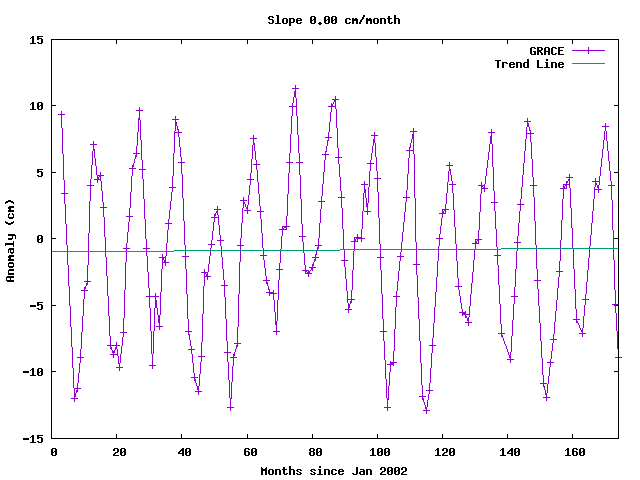 Slope 0.00 cm/month
GRACE
Trend Line
15
10
5
0
-5
-10
-15
Anomaly (cm)
0 20 40 60 80 100 120 140 160
Months since Jan 2002